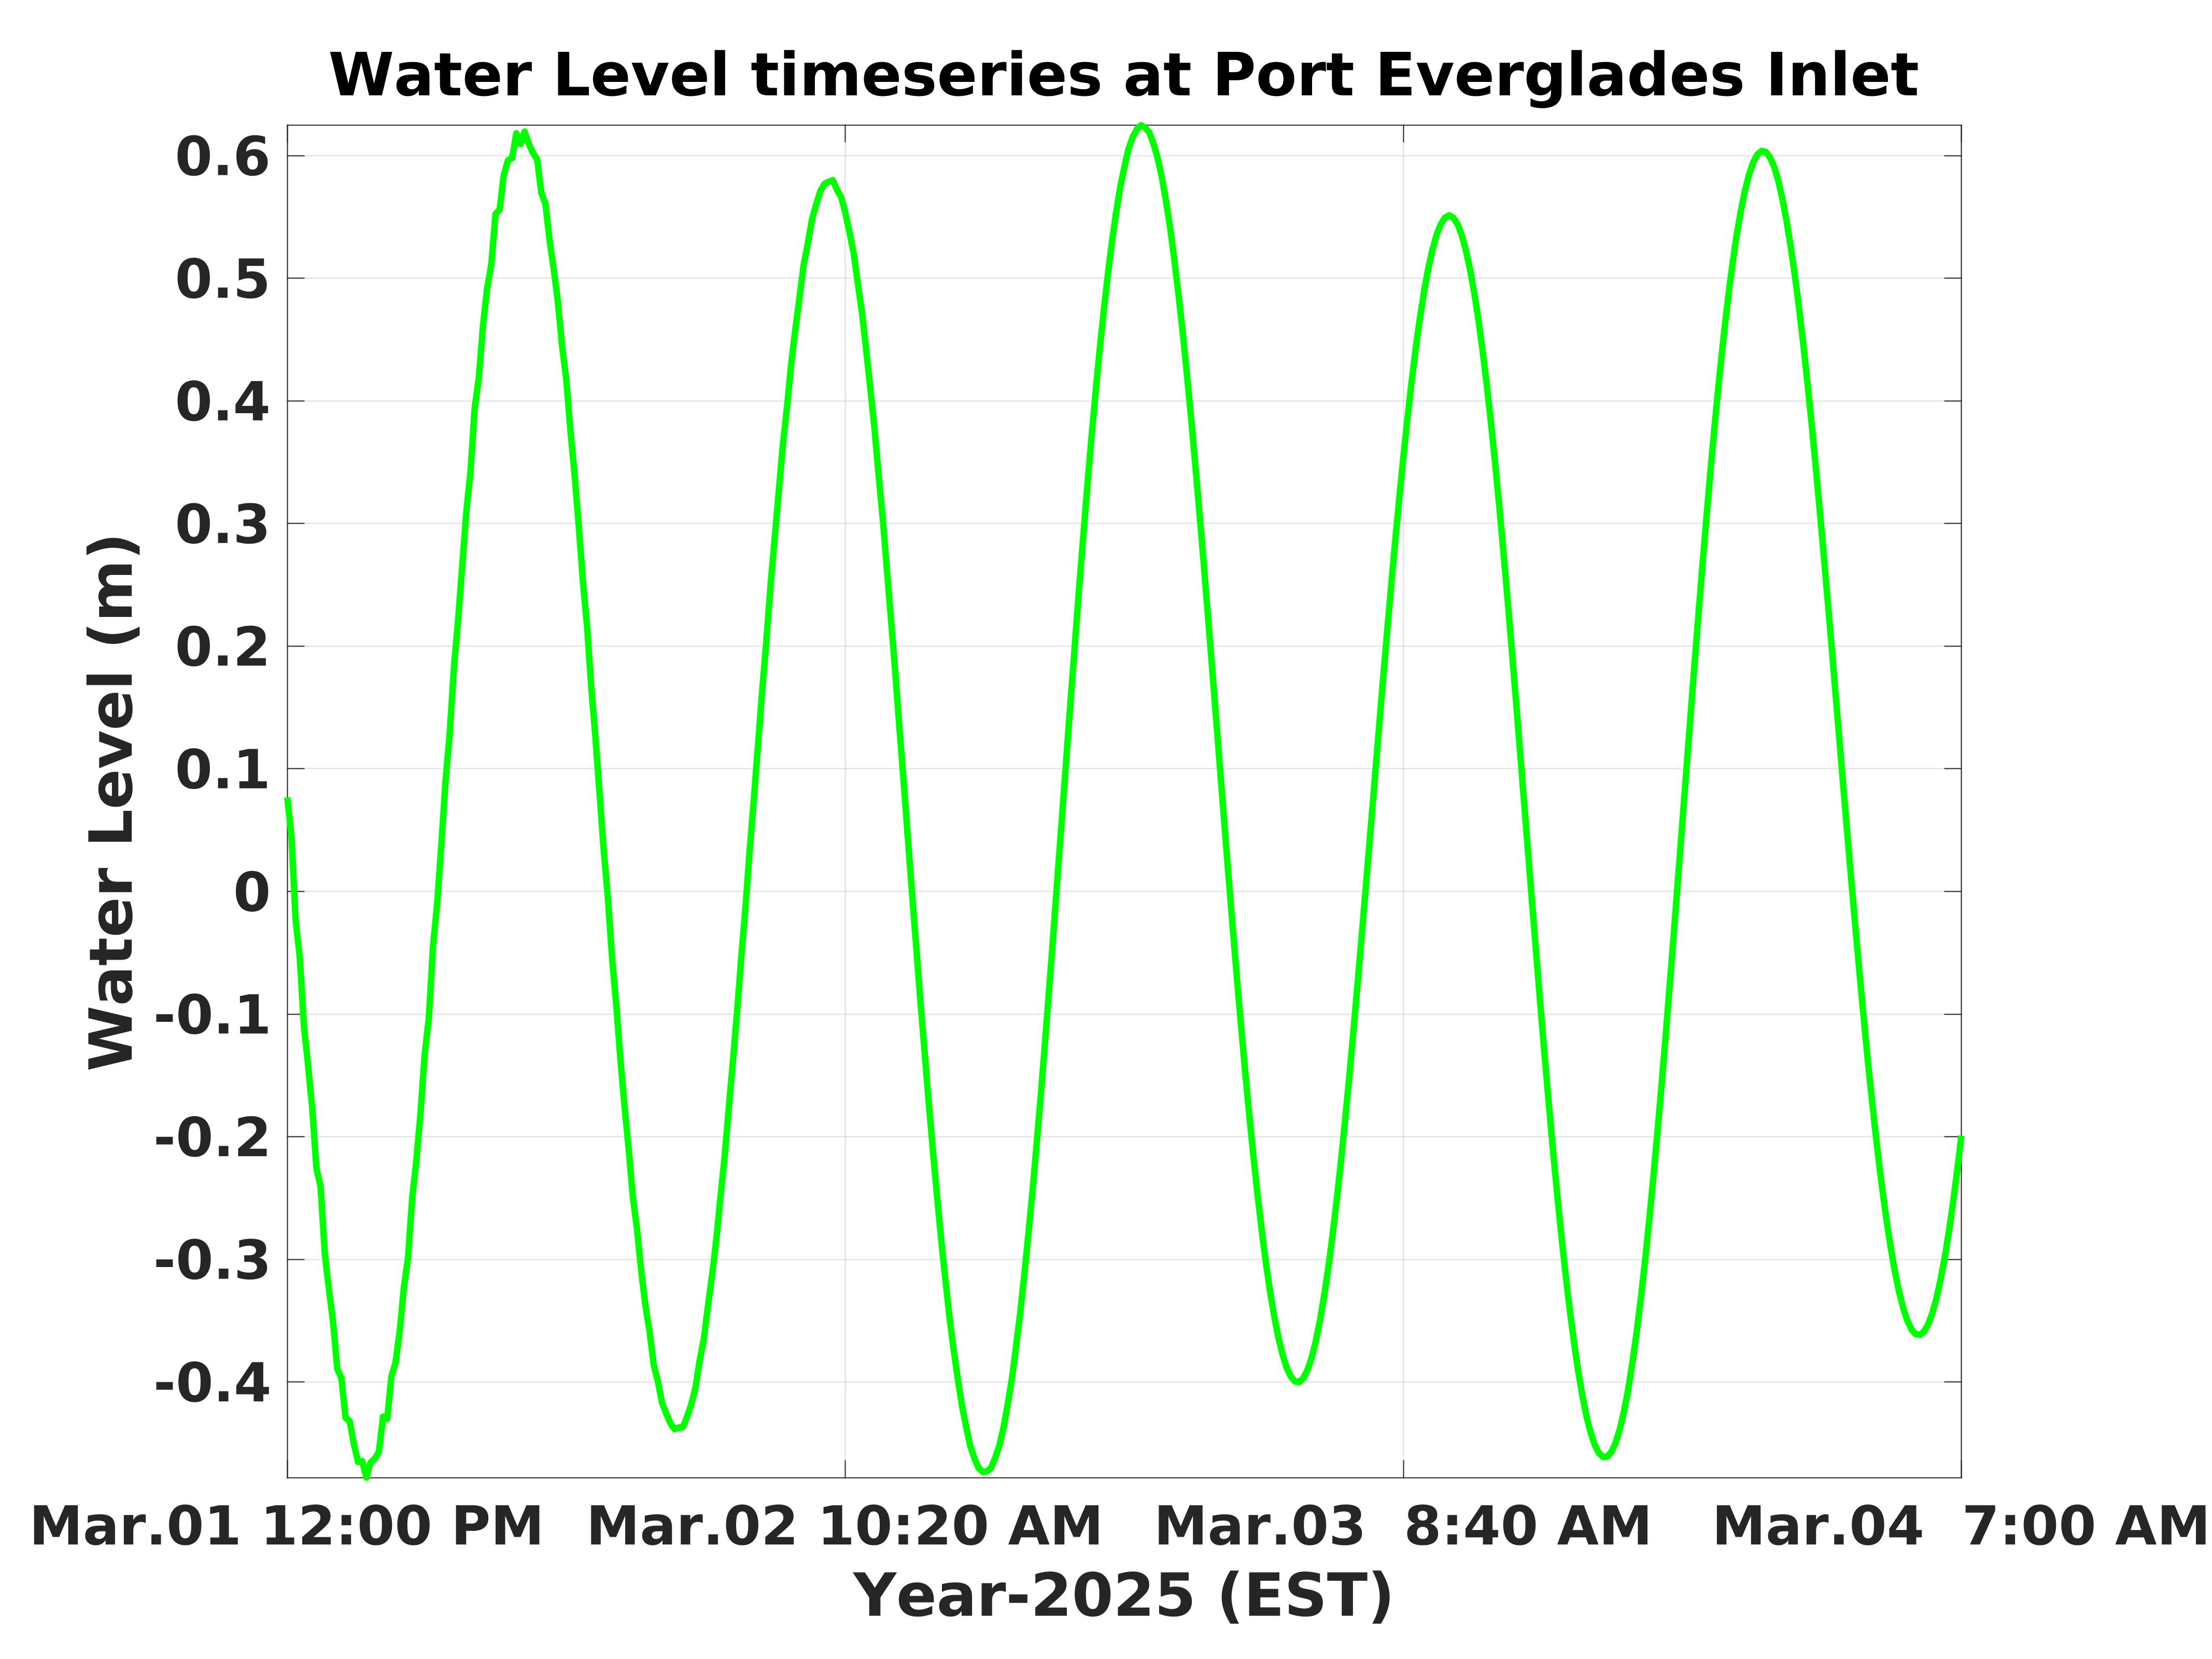 Water Level timeseries at Port Everglades Inlet
0.6
0.5
0.4
0.3
0.2
0.1
0
-0.1
-0.2
-0.3
-0.4
Water Level (m)
Mar.01 12:00 PM Mar.02 10:20 AM Mar.03 8:40 AM Mar.04 7:00 AM
Year-2025 (EST)